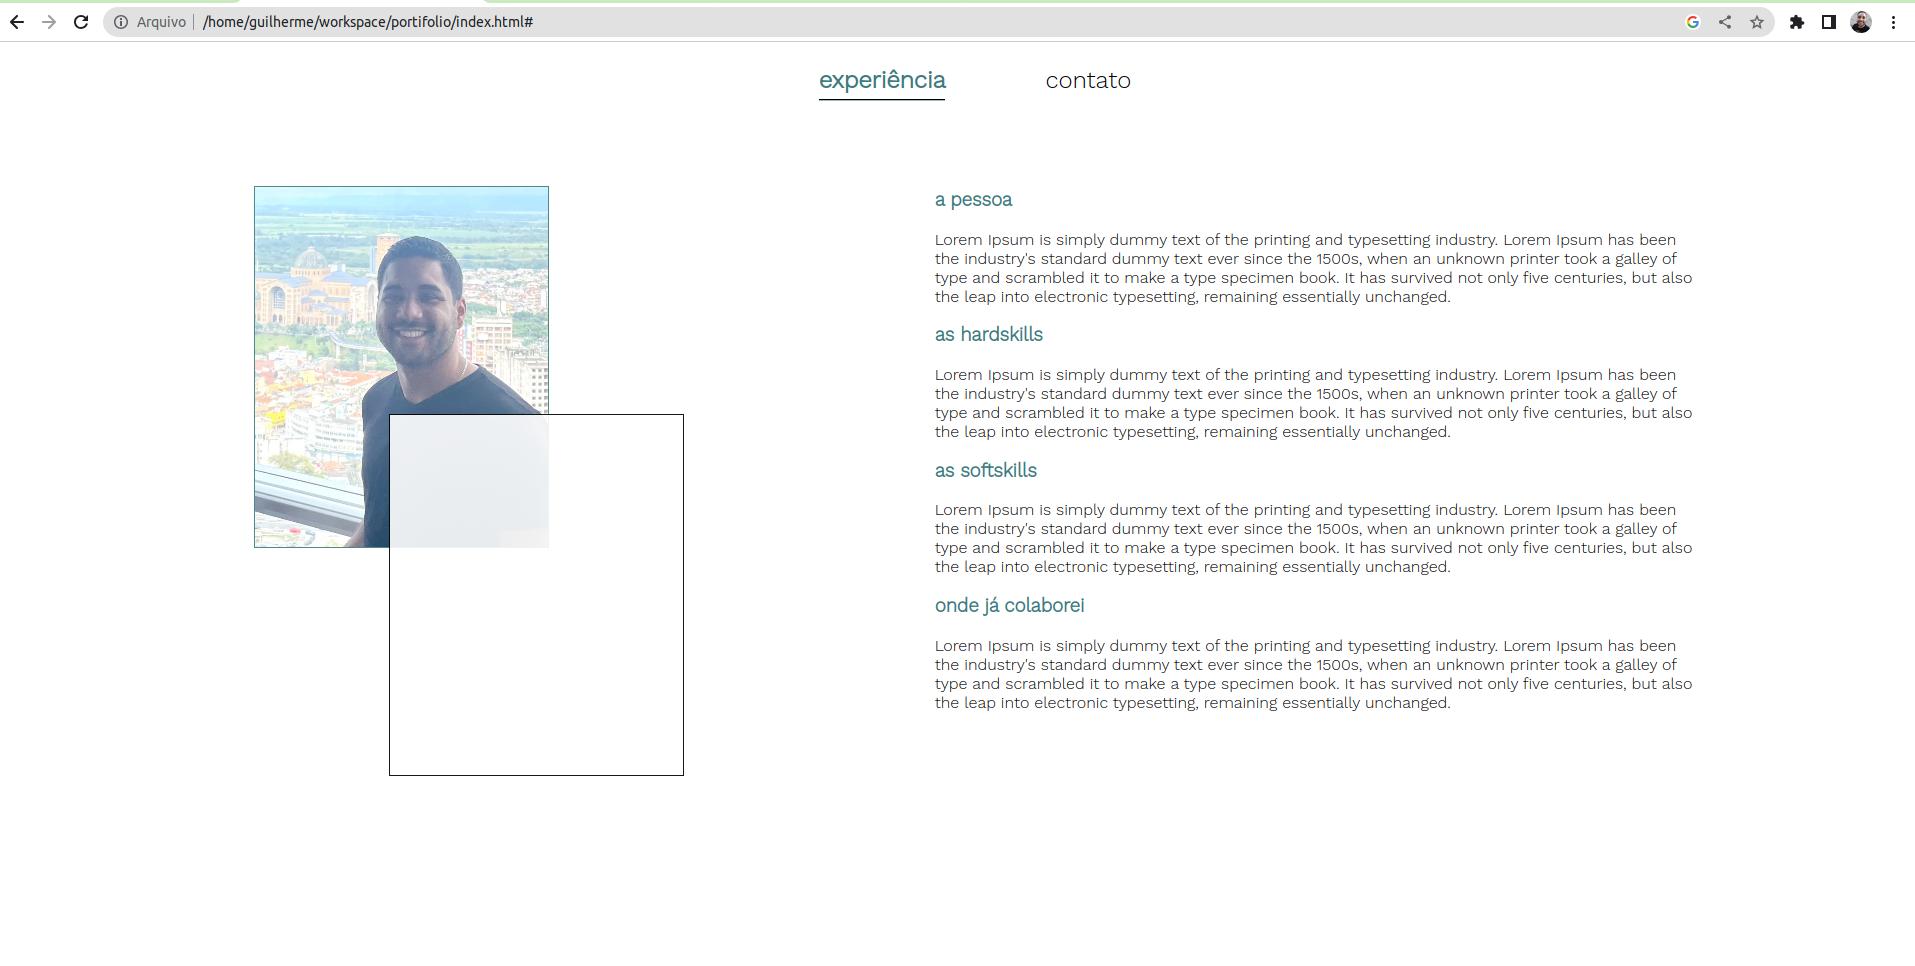 Arquivo | /home/guilherme/workspace/portifolio/index.html#
experiência contato
a pessoa
Lorem Ipsum is simply dummy text of the printing and typesetting industry. Lorem Ipsum has been
the industry's standard dummy text ever since the 1500s, when an unknown printer took a galley of
type and scrambled it to make a type specimen book. It has survived not only five centuries, but also
the leap into electronic typesetting, remaining essentially unchanged.
as hardskills
Lorem Ipsum is simply dummy text of the printing and typesetting industry. Lorem Ipsum has been
the industry's standard dummy text ever since the 1500s, when an unknown printer took a galley of
type and scrambled it to make a type specimen book. It has survived not only five centuries, but also
the leap into electronic typesetting, remaining essentially unchanged.
as softskills
Lorem Ipsum is simply dummy text of the printing and typesetting industry. Lorem Ipsum has been
the industry's standard dummy text ever since the 1500s, when an unknown printer took a galley of
type and scrambled it to make a type specimen book. It has survived not only five centuries, but also
the leap into electronic typesetting, remaining essentially unchanged.
onde já colaborei
Lorem Ipsum is simply dummy text of the printing and typesetting industry. Lorem Ipsum has been
the industry's standard dummy text ever since the 1500s, when an unknown printer took a galley of
type and scrambled it to make a type specimen book. It has survived not only five centuries, but also
the leap into electronic typesetting, remaining essentially unchanged.